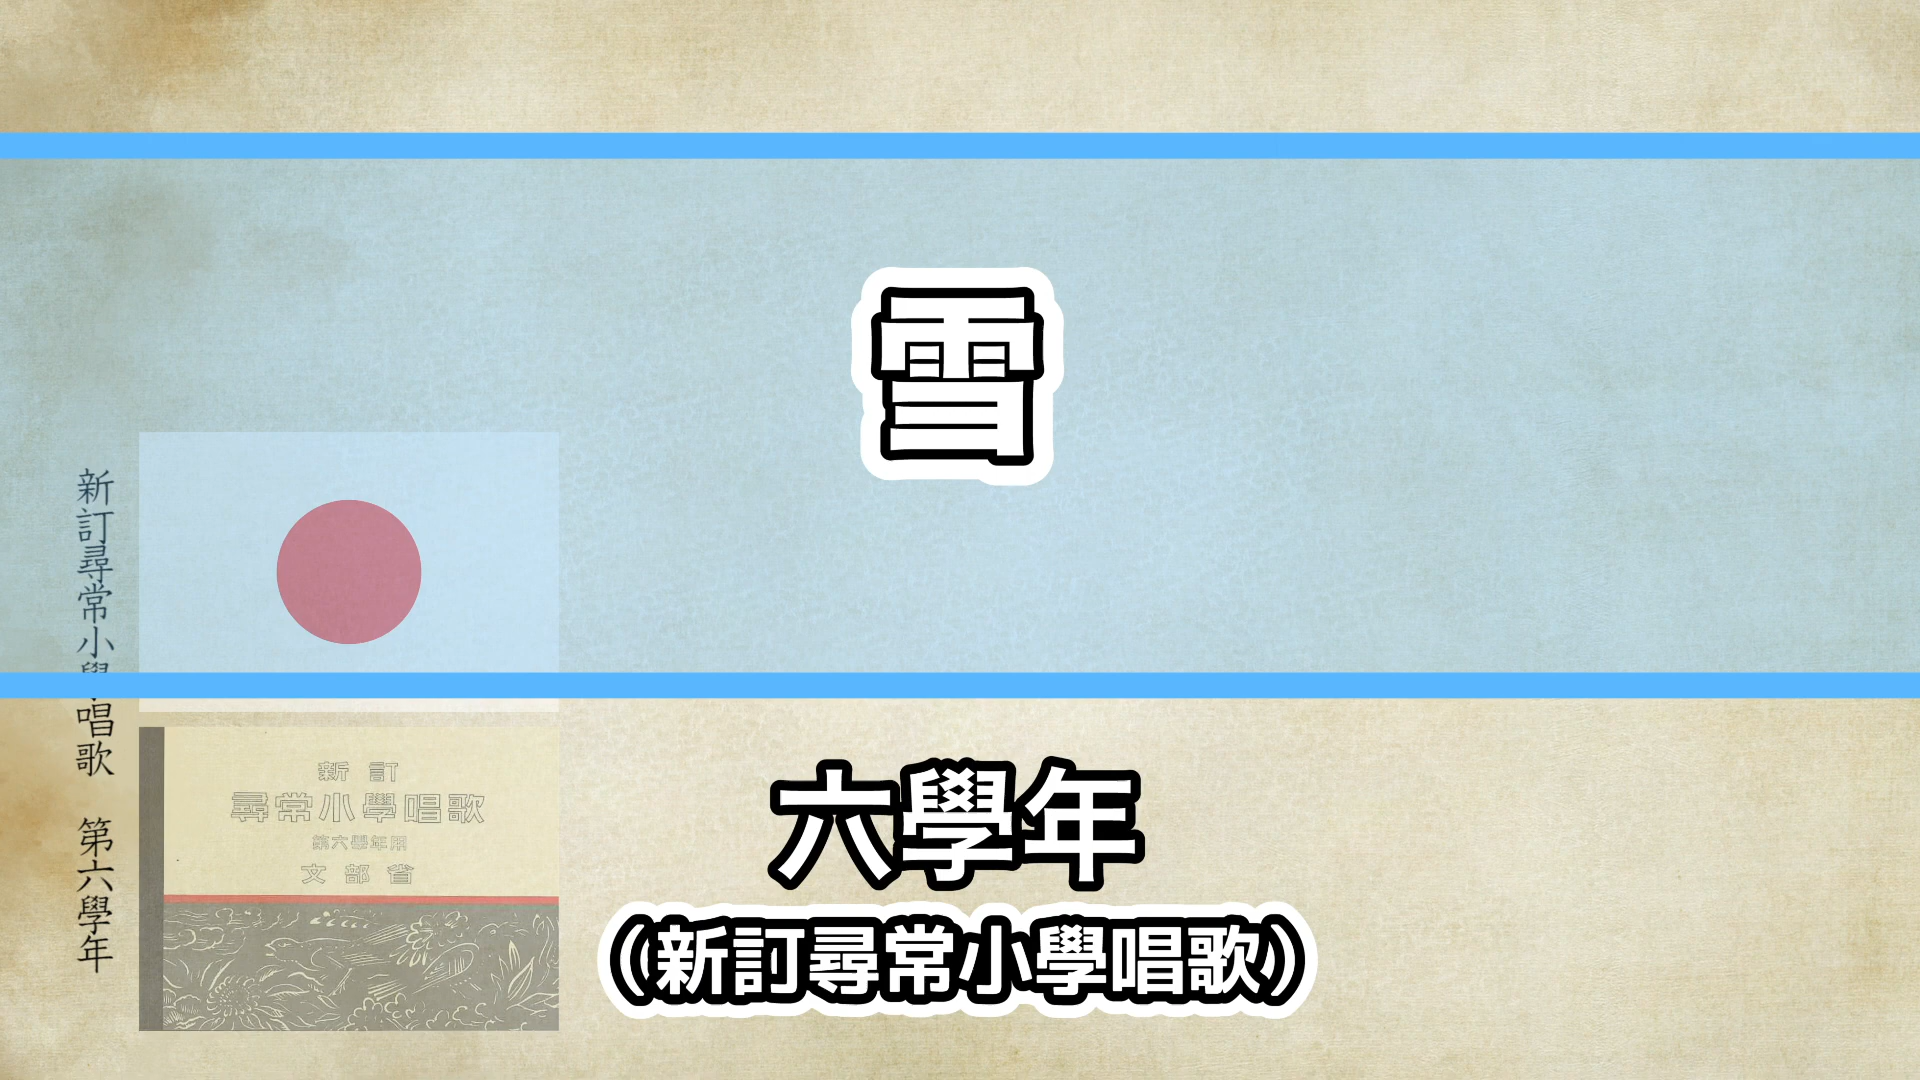 雪
新訂尋常小學唱歌 第六學年
新訂
尋常小學唱歌
第六學年用
文部省
六學年
（新訂尋常小學唱歌）